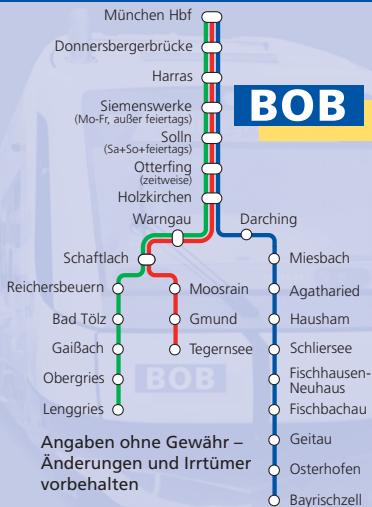 München Hbf
Donnersbergerbrücke
Harras
Siemenswerke
(Mo-Fr, außer feiertags)
BOB
Solln
(Sa+So+feiertags)
Otterfing
(zeitweise)
Holzkirchen
Warngau
Darching
Schaftlach
Miesbach
Reichersbeuern
Moosrain
Agatharied
Bad Tölz
Gmund
Hausham
Gaißach
Tegernsee
Schliersee
Obergries
BOB
Fischhausen-
Neuhaus
Lenggries
Fischbachau
Angaben ohne Gewähr –
Änderungen und Irrtümer
vorbehalten
Geitau
Osterhofen
Bayrischzell